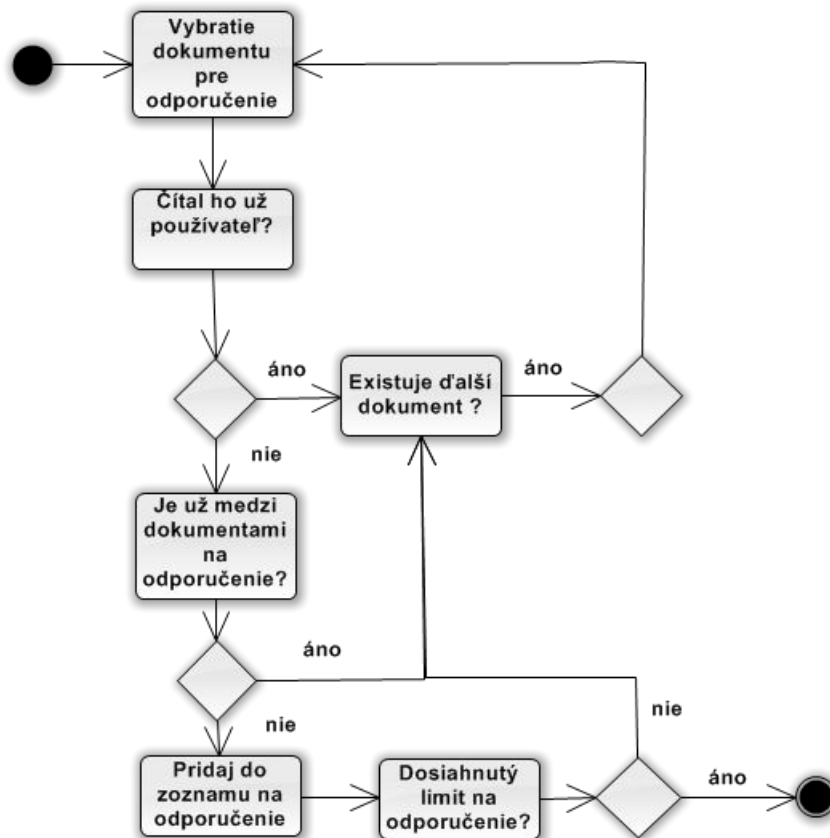 Vybratie
dokumentu
pre
odporučenie
Čítal ho už
používateľ?
áno
Existuje ďalší
dokument ?
áno
nie
Je už medzi
dokumentami
na
odporučenie?
áno
nie
Pridaj do
zoznamu na
odporučenie
Dosiahnutý
limit na
odporučenie?
nie
áno